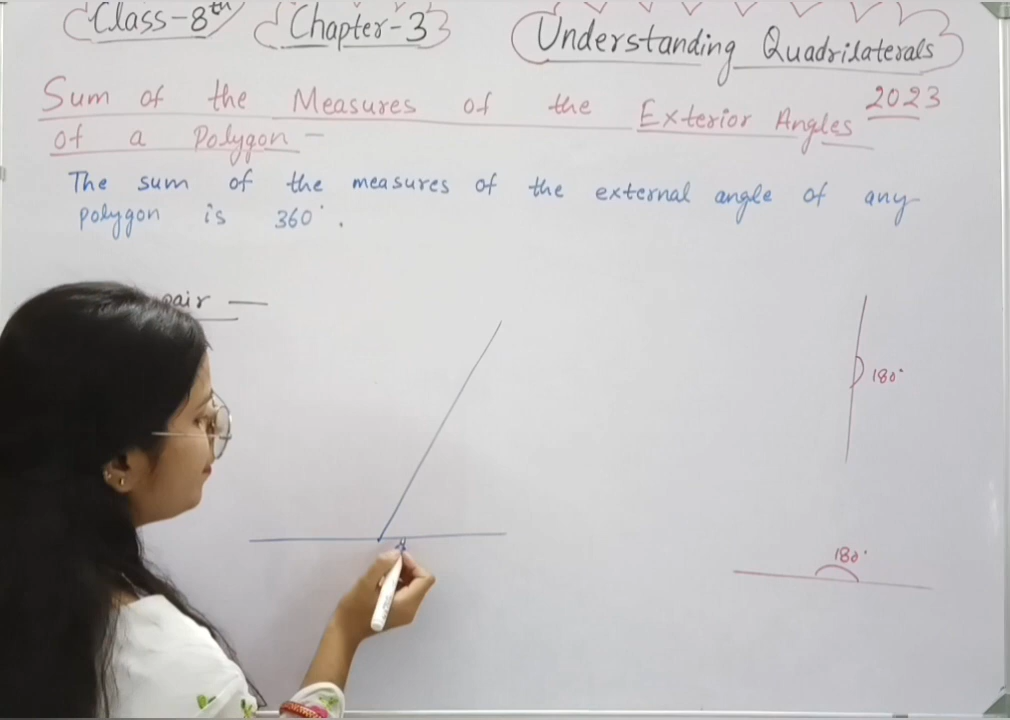 Class-8th Chapter-3 Understanding Quadrilaterals
Sum of the Measures of the Exterior Angles 2023
of a Polygon -
The sum of the measures of the external angle of any
polygon is 360°.
pair —
180°
180°